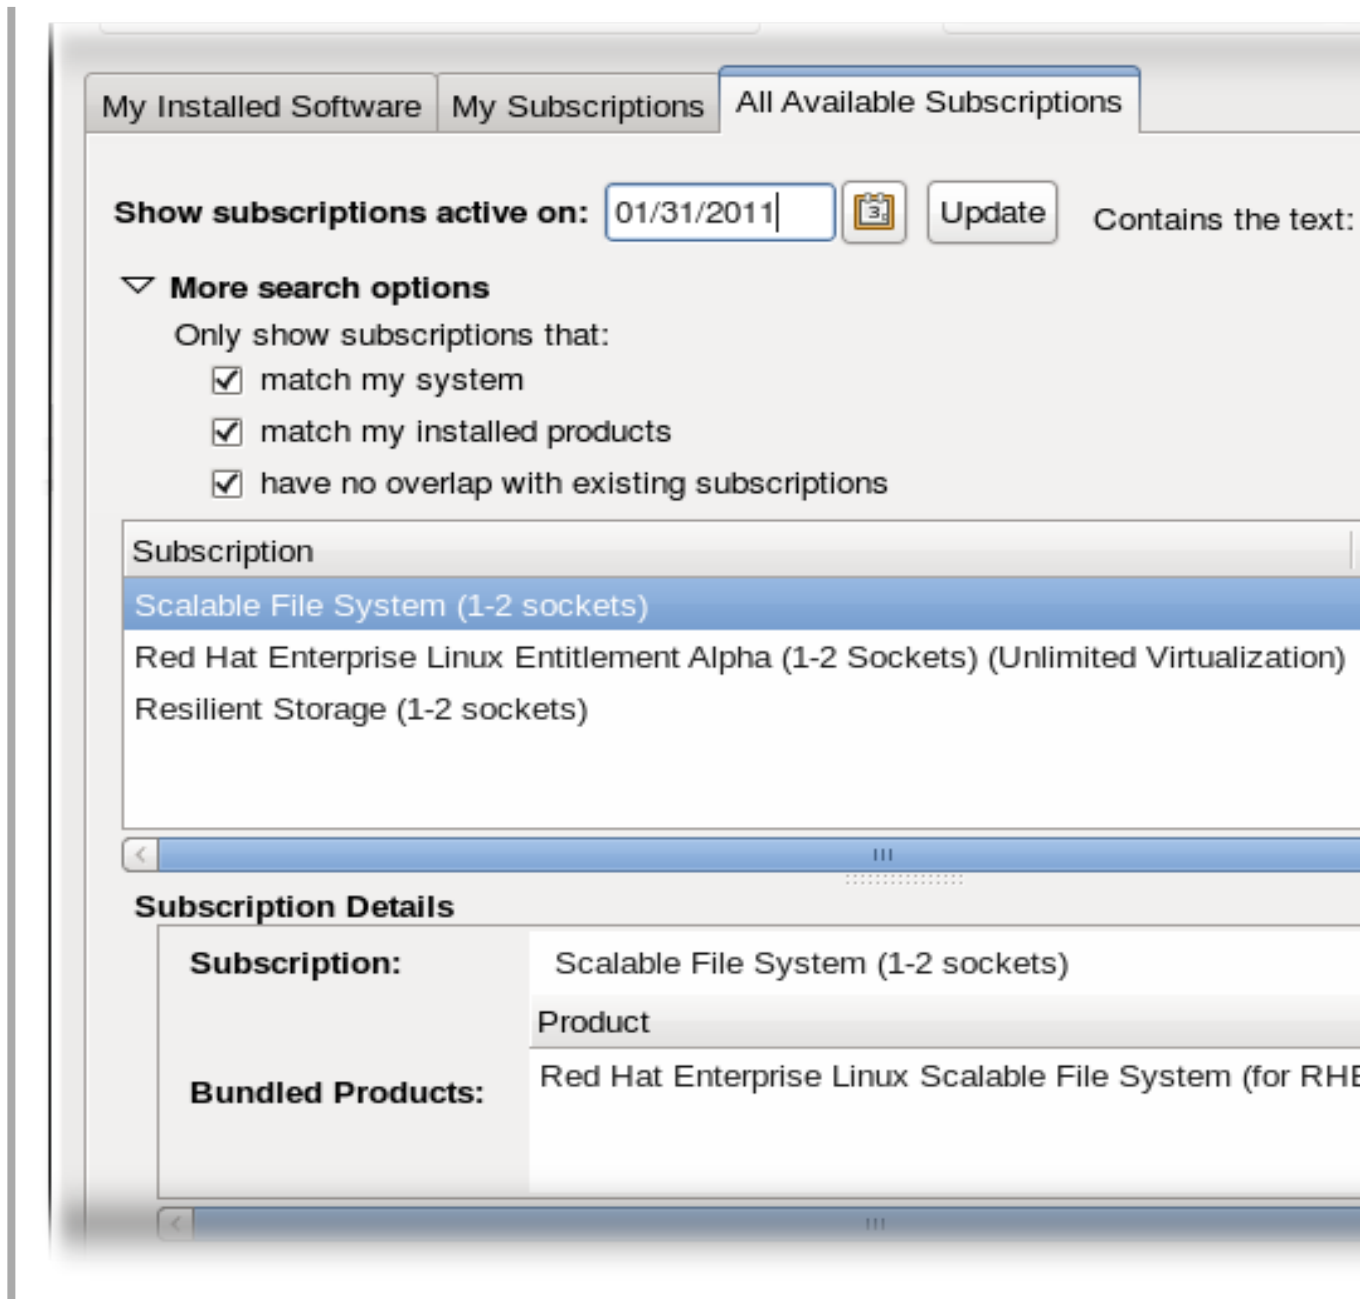 My Installed Software My Subscriptions All Available Subscriptions
Show subscriptions active on: 01/31/2011 Update Contains the text:
More search options
Only show subscriptions that:
match my system
match my installed products
have no overlap with existing subscriptions
Subscription
Scalable File System (1-2 sockets)
Red Hat Enterprise Linux Entitlement Alpha (1-2 Sockets) (Unlimited Virtualization)
Resilient Storage (1-2 sockets)
Subscription Details
Subscription: Scalable File System (1-2 sockets)
Product
Bundled Products: Red Hat Enterprise Linux Scalable File System (for RHE